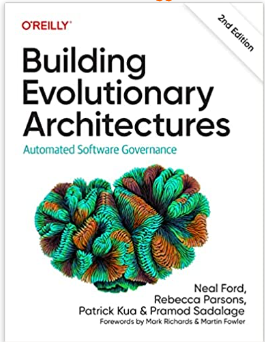 O'REILLY®
2nd Edition
Building
Evolutionary
Architectures
Automated Software Governance
Neal Ford,
Rebecca Parsons,
Patrick Kua & Pramod Sadalage
Forewords by Mark Richards & Martin Fowler